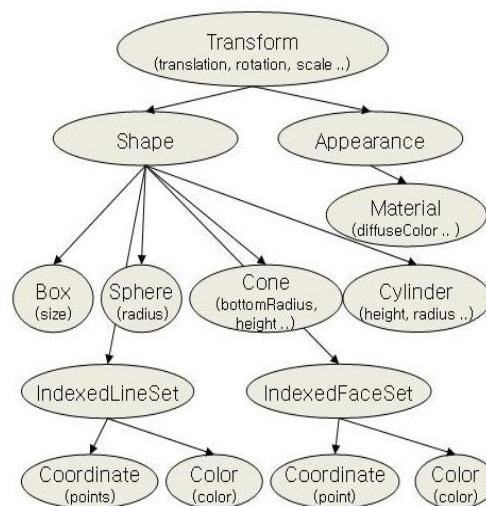 Transform
(translation, rotation, scale ..)
Shape
Appearance
Material
(diffuseColor ..)
Box
(size)
Sphere
(radius)
Cone
(bottomRadius,
height ..)
Cylinder
(height, radius ..)
IndexedLineSet
IndexedFaceSet
Coordinate
(points)
Color
(color)
Coordinate
(point)
Color
(color)